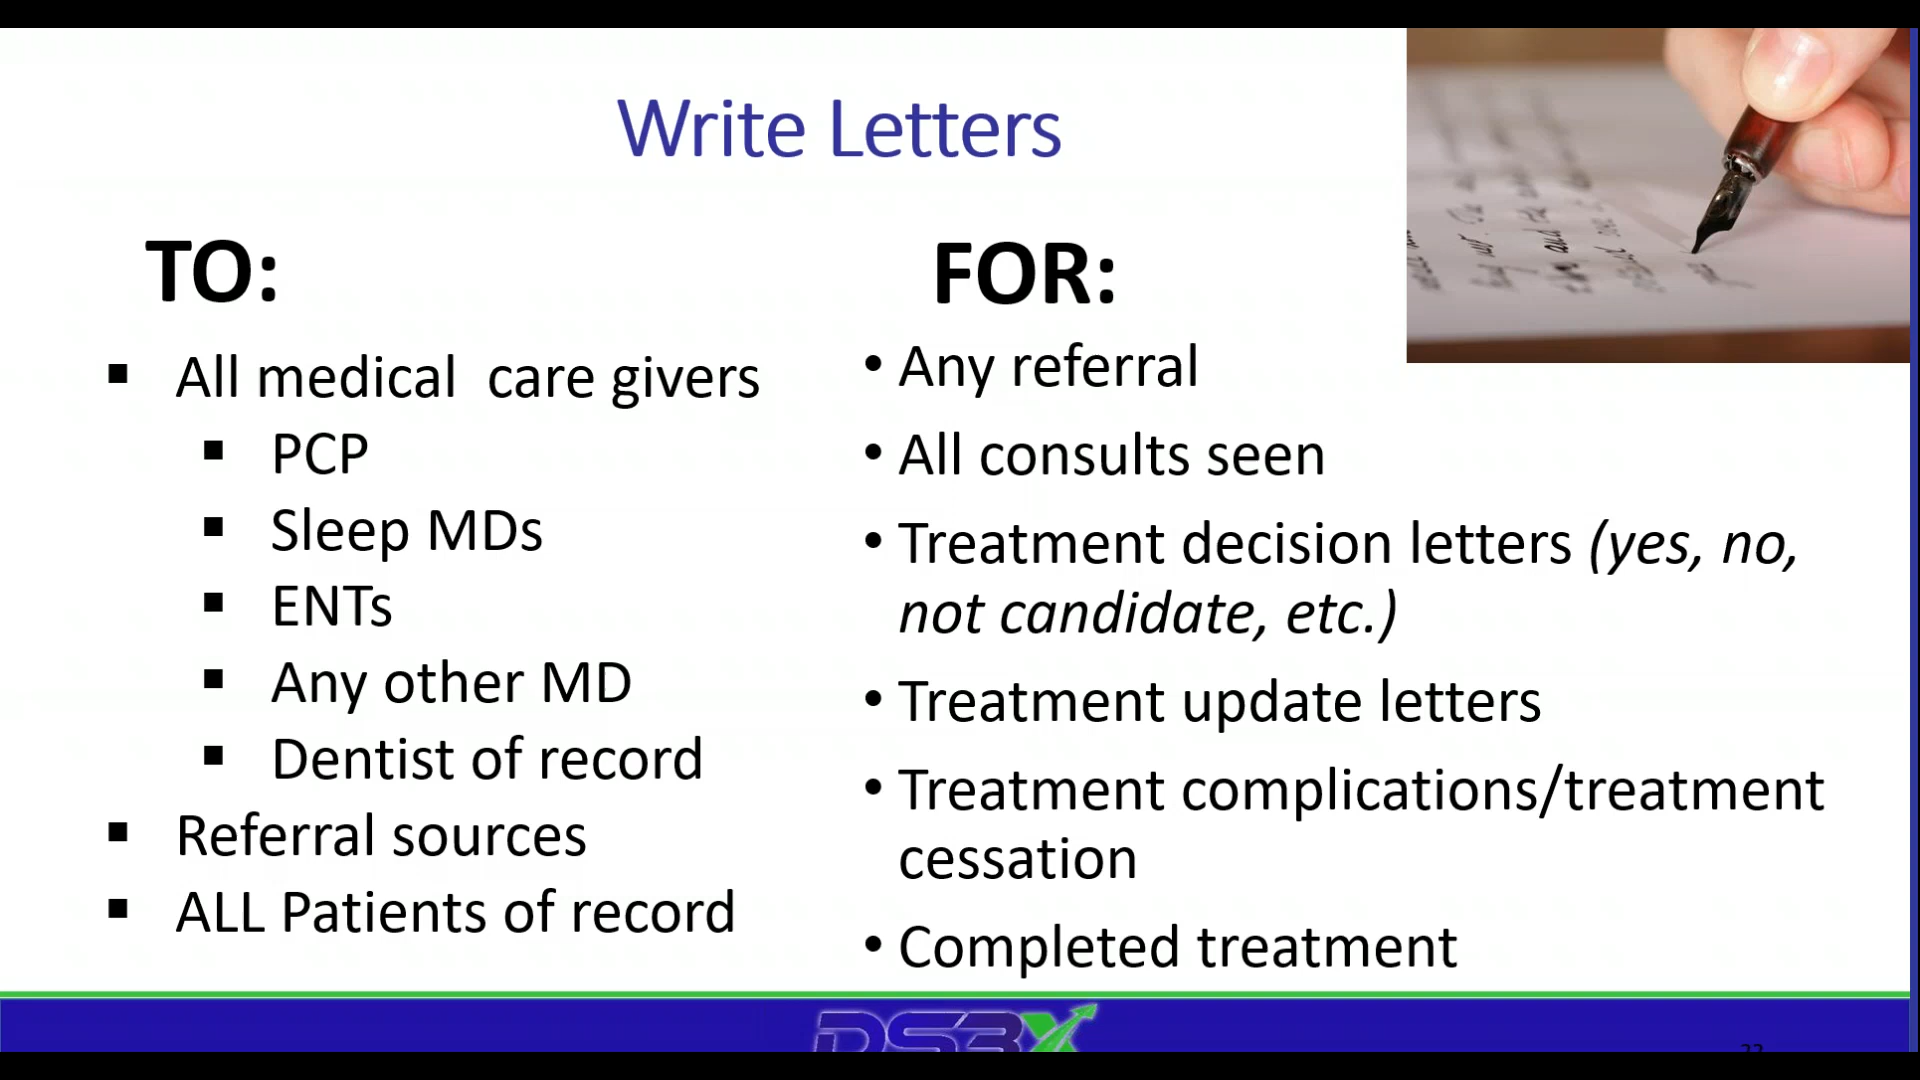 Write Letters
TO:
All medical  care givers
PCP
Sleep MDs
ENTs
Any other MD
Dentist of record
Referral sources
ALL Patients of record
FOR:
Any referral
All consults seen
Treatment decision letters (yes, no,
not candidate, etc.)
Treatment update letters
Treatment complications/treatment
cessation
Completed treatment